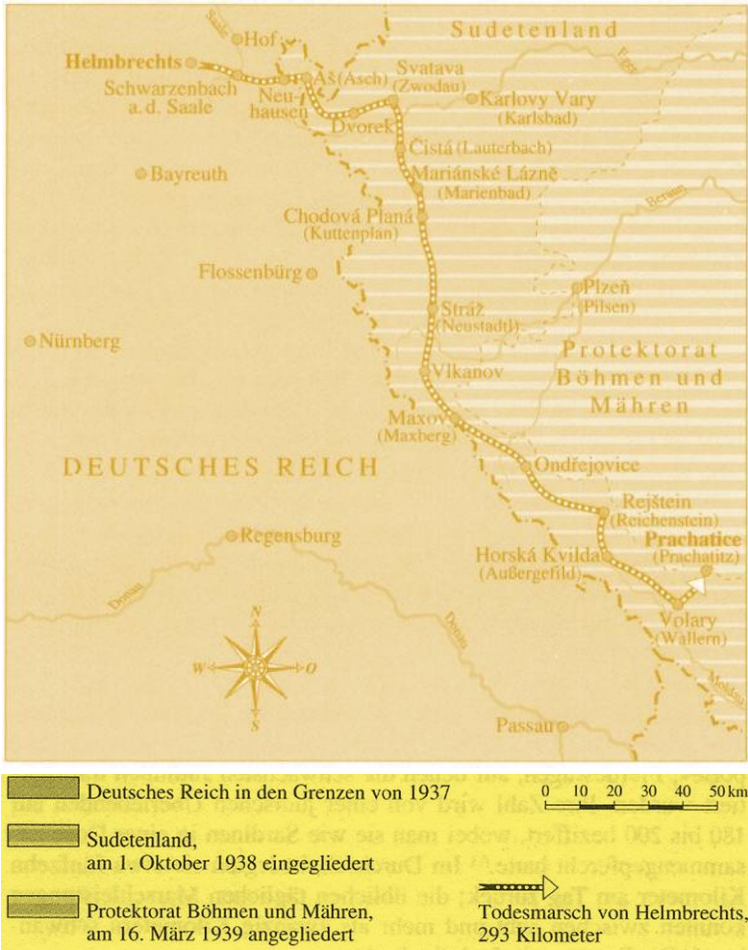 Sudetenland
Saale
Hof
Eger
Helmbrechts
Aš (Asch)
Svatava
(Zwodau)
Schwarzenbach
a. d. Saale
Neu-
hausen
Karlovy Vary
(Karlsbad)
Dvorek
Čistá (Lauterbach)
Bayreuth
Mariánské Lázně
(Marienbad)
Beraun
Chodová Planá
(Kuttenplan)
Flossenbürg
Plzeň
(Pilsen)
Stráž
(Neustadtl)
Nürnberg
Protektorat
Böhmen und
Mähren
Vlkanov
Maxov
(Maxberg)
DEUTSCHES REICH
Ondřejovice
Rejštein
(Reichenstein)
Regensburg
Prachatice
(Prachatitz)
Horská Kvilda
(Außergefild)
Donau
Volary
(Wallern)
Donau
N
W
O
S
Moldau
Passau
Deutsches Reich in den Grenzen von 1937
0 10 20 30 40 50 km
Sudetenland,
am 1. Oktober 1938 eingegliedert
Protektorat Böhmen und Mähren,
am 16. März 1939 angegliedert
Todesmarsch von Helmbrechts,
293 Kilometer